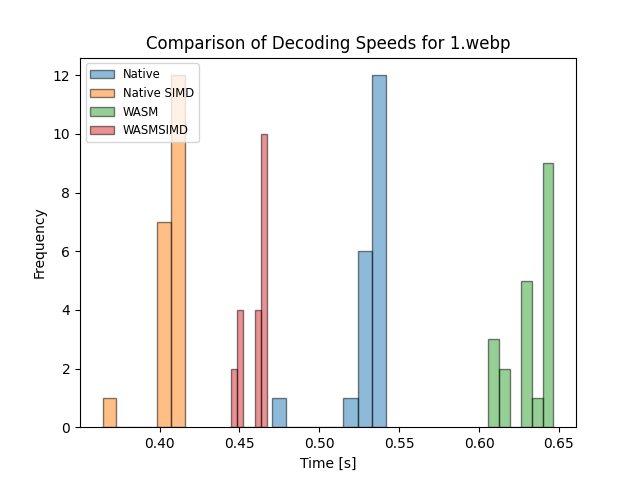 Comparison of Decoding Speeds for 1.webp
Native
Native SIMD
WASM
WASMSIMD
12
10
8
6
4
2
0
Frequency
0.40 0.45 0.50 0.55 0.60 0.65
Time [s]